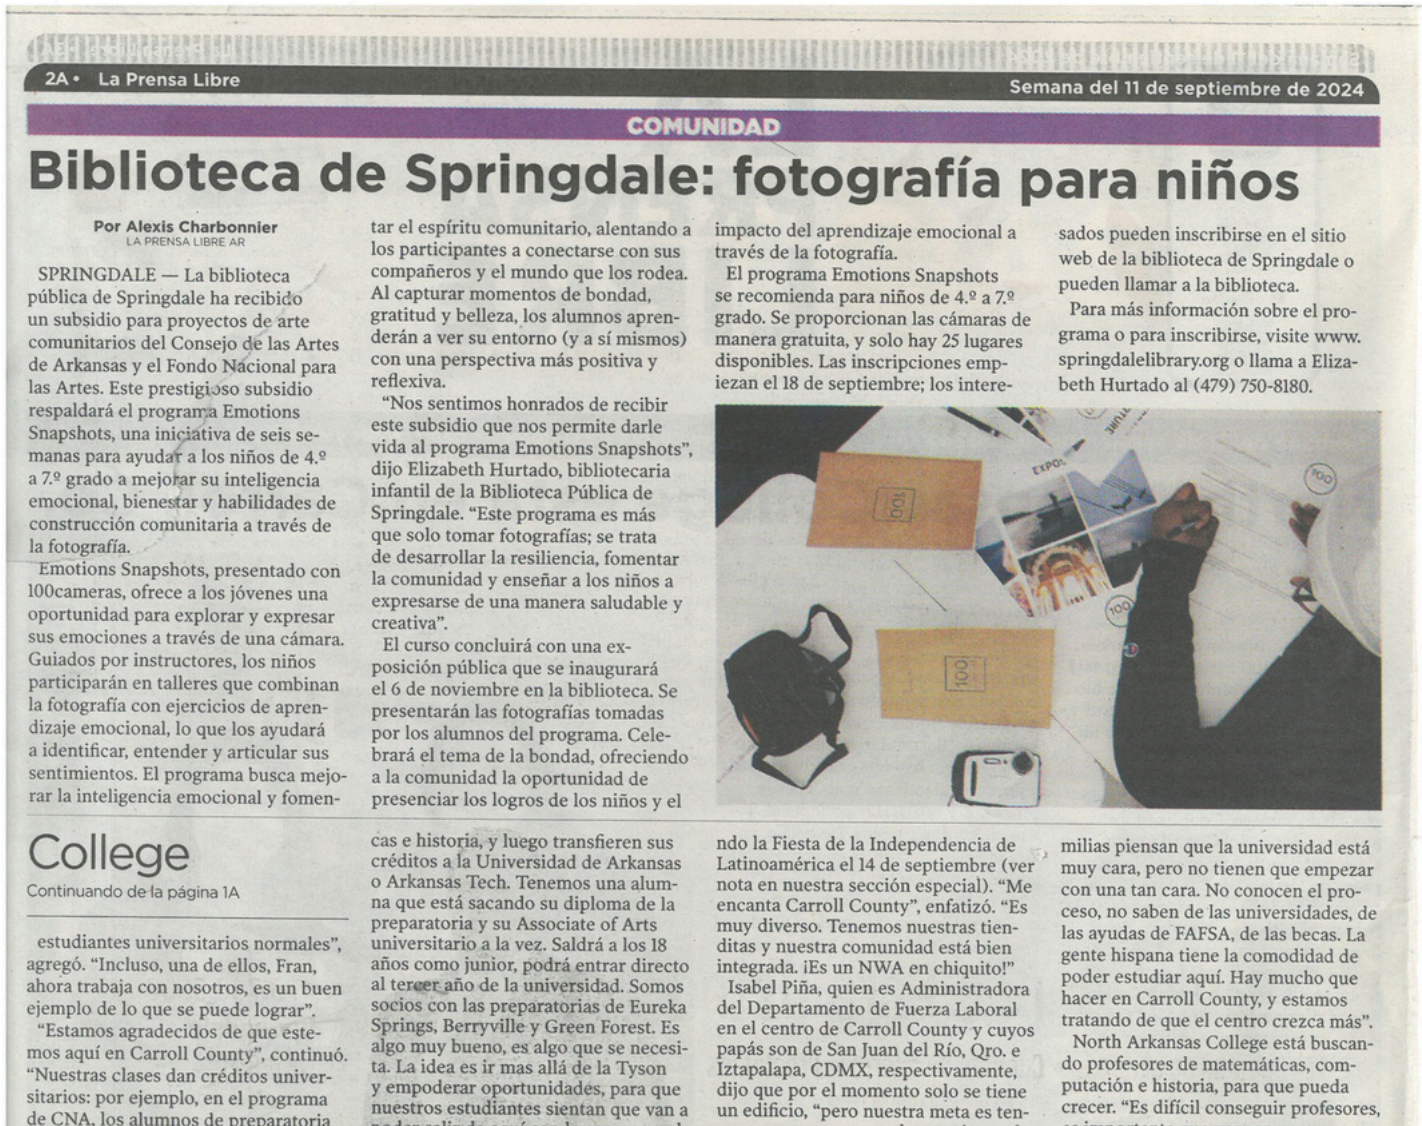 2A • La Prensa Libre
Semana del 11 de septiembre de 2024
COMUNIDAD
Biblioteca de Springdale: fotografía para niños
Por Alexis Charbonnier
LA PRENSA LIBRE AR
SPRINGDALE — La biblioteca
pública de Springdale ha recibido
un subsidio para proyectos de arte
comunitarios del Consejo de las Artes
de Arkansas y el Fondo Nacional para
las Artes. Este prestigioso subsidio
respaldará el programa Emotions
Snapshots, una iniciativa de seis se-
manas para ayudar a los niños de 4.º
a 7.º grado a mejorar su inteligencia
emocional, bienestar y habilidades de
construcción comunitaria a través de
la fotografía.
Emotions Snapshots, presentado con
100cameras, ofrece a los jóvenes una
oportunidad para explorar y expresar
sus emociones a través de una cámara.
Guiados por instructores, los niños
participarán en talleres que combinan
la fotografía con ejercicios de apren-
dizaje emocional, lo que los ayudará
a identificar, entender y articular sus
sentimientos. El programa busca mejo-
rar la inteligencia emocional y fomen-
tar el espíritu comunitario, alentando a
los participantes a conectarse con sus
compañeros y el mundo que los rodea.
Al capturar momentos de bondad,
gratitud y belleza, los alumnos apren-
derán a ver su entorno (y a sí mismos)
con una perspectiva más positiva y
reflexiva.
“Nos sentimos honrados de recibir
este subsidio que nos permite darle
vida al programa Emotions Snapshots”,
dijo Elizabeth Hurtado, bibliotecaria
infantil de la Biblioteca Pública de
Springdale. “Este programa es más
que solo tomar fotografías; se trata
de desarrollar la resiliencia, fomentar
la comunidad y enseñar a los niños a
expresarse de una manera saludable y
creativa”.
El curso concluirá con una ex-
posición pública que se inaugurará
el 6 de noviembre en la biblioteca. Se
presentarán las fotografías tomadas
por los alumnos del programa. Cele-
brará el tema de la bondad, ofreciendo
a la comunidad la oportunidad de
presenciar los logros de los niños y el
impacto del aprendizaje emocional a
través de la fotografía.
El programa Emotions Snapshots
se recomienda para niños de 4.º a 7.º
grado. Se proporcionan las cámaras de
manera gratuita, y solo hay 25 lugares
disponibles. Las inscripciones emp-
iezan el 18 de septiembre; los intere-
sados pueden inscribirse en el sitio
web de la biblioteca de Springdale o
pueden llamar a la biblioteca.
Para más información sobre el pro-
grama o para inscribirse, visite www.
springdalelibrary.org o llama a Eliza-
beth Hurtado al (479) 750-8180.
100
100
100
100
College
Continuando de la página 1A
estudiantes universitarios normales”,
agregó. “Incluso, una de ellos, Fran,
ahora trabaja con nosotros, es un buen
ejemplo de lo que se puede lograr”.
“Estamos agradecidos de que este-
mos aquí en Carroll County”, continuó.
“Nuestras clases dan créditos univer-
sitarios: por ejemplo, en el programa
de CNA, los alumnos de preparatoria
cas e historia, y luego transfieren sus
créditos a la Universidad de Arkansas
o Arkansas Tech. Tenemos una alum-
na que está sacando su diploma de la
preparatoria y su Associate of Arts
universitario a la vez. Saldrá a los 18
años como junior, podrá entrar directo
al tercer año de la universidad. Somos
socios con las preparatorias de Eureka
Springs, Berryville y Green Forest. Es
algo muy bueno, es algo que se necesi-
ta. La idea es ir mas allá de la Tyson
y empoderar oportunidades, para que
nuestros estudiantes sientan que van a
ndo la Fiesta de la Independencia de
Latinoamérica el 14 de septiembre (ver
nota en nuestra sección especial). “Me
encanta Carroll County”, enfatizó. “Es
muy diverso. Tenemos nuestras tien-
ditas y nuestra comunidad está bien
integrada. ¡Es un NWA en chiquito!”
Isabel Piña, quien es Administradora
del Departamento de Fuerza Laboral
en el centro de Carroll County y cuyos
papás son de San Juan del Río, Qro. e
Iztapalapa, CDMX, respectivamente,
dijo que por el momento solo se tiene
un edificio, “pero nuestra meta es ten-
milias piensan que la universidad está
muy cara, pero no tienen que empezar
con una tan cara. No conocen el pro-
ceso, no saben de las universidades, de
las ayudas de FAFSA, de las becas. La
gente hispana tiene la comodidad de
poder estudiar aquí. Hay mucho que
hacer en Carroll County, y estamos
tratando de que el centro crezca más”.
North Arkansas College está buscan-
do profesores de matemáticas, com-
putación e historia, para que pueda
crecer. “Es difícil conseguir profesores,